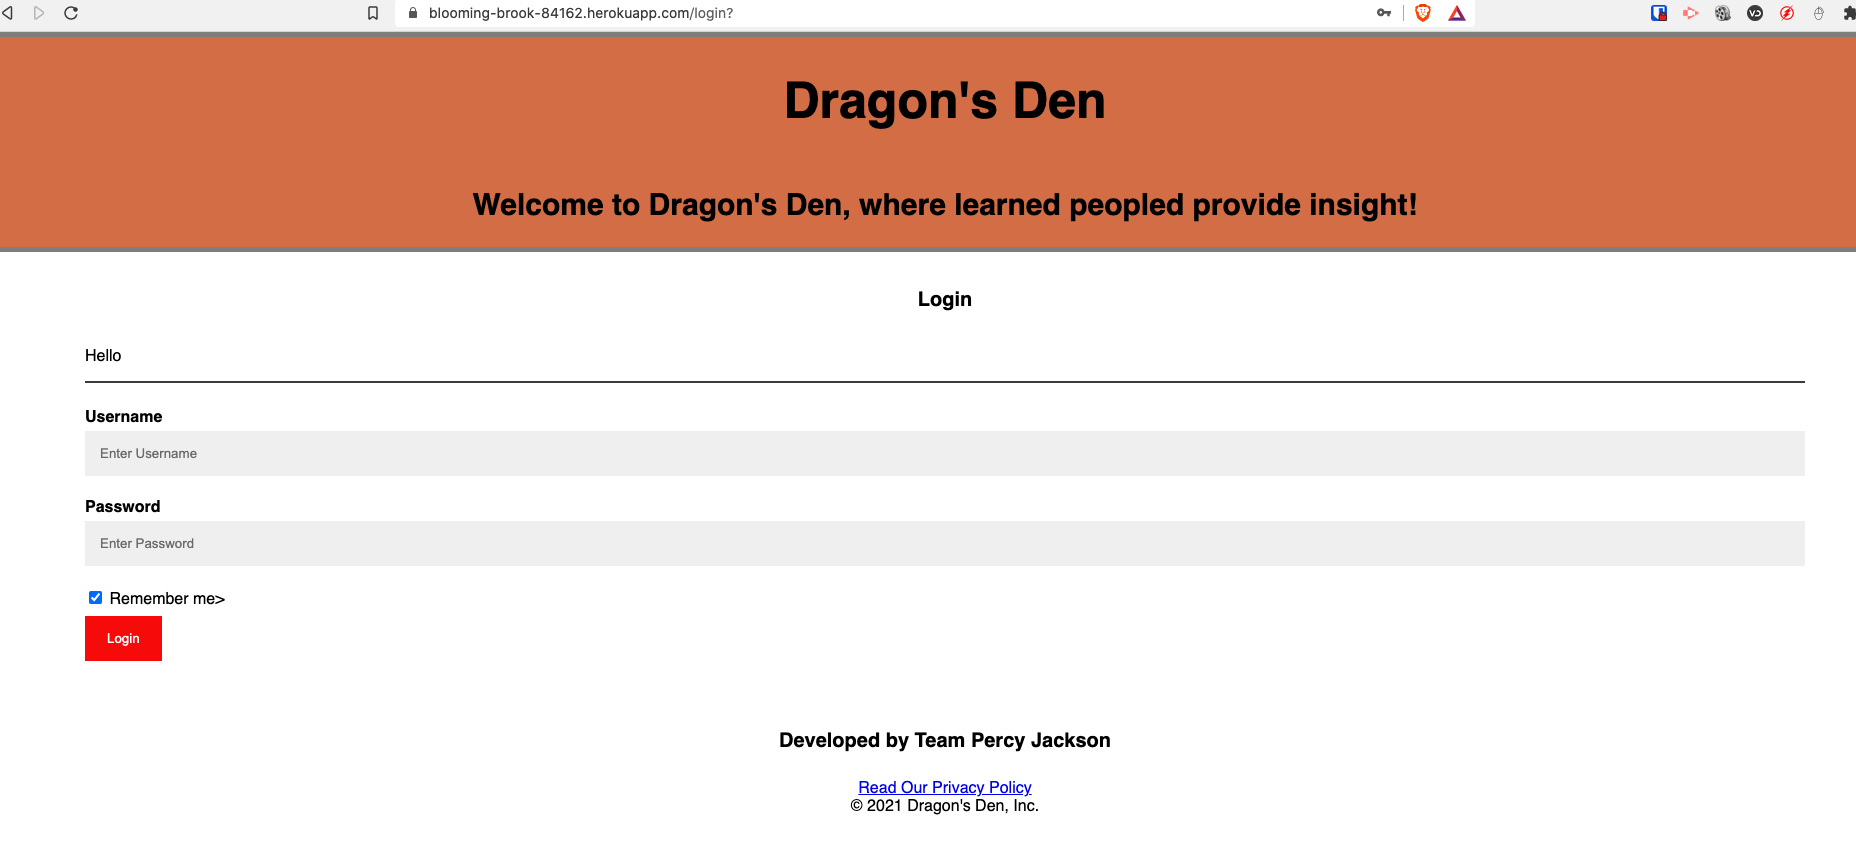 blooming-brook-84162.herokuapp.com/login?
Dragon's Den
Welcome to Dragon's Den, where learned peopled provide insight!
Login
Hello
Username
Enter Username
Password
Enter Password
Remember me>
Login
Developed by Team Percy Jackson
Read Our Privacy Policy
© 2021 Dragon's Den, Inc.